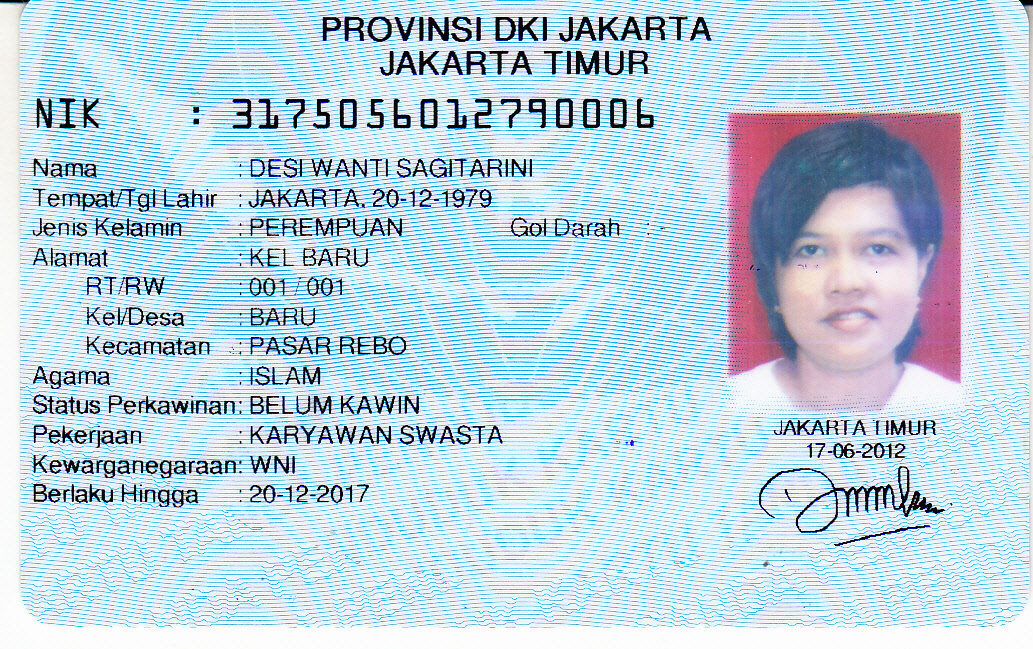 PROVINSI DKI JAKARTA
JAKARTA TIMUR
NIK : 3175056012790006
Nama : DESI WANTI SAGITARINI
Tempat/Tgl Lahir : JAKARTA, 20-12-1979
Jenis Kelamin : PEREMPUAN Gol Darah : -
Alamat : KEL BARU
RT/RW : 001 / 001
Kel/Desa : BARU
Kecamatan : PASAR REBO
Agama : ISLAM
Status Perkawinan: BELUM KAWIN
Pekerjaan : KARYAWAN SWASTA
Kewarganegaraan: WNI
Berlaku Hingga : 20-12-2017
JAKARTA TIMUR
17-06-2012